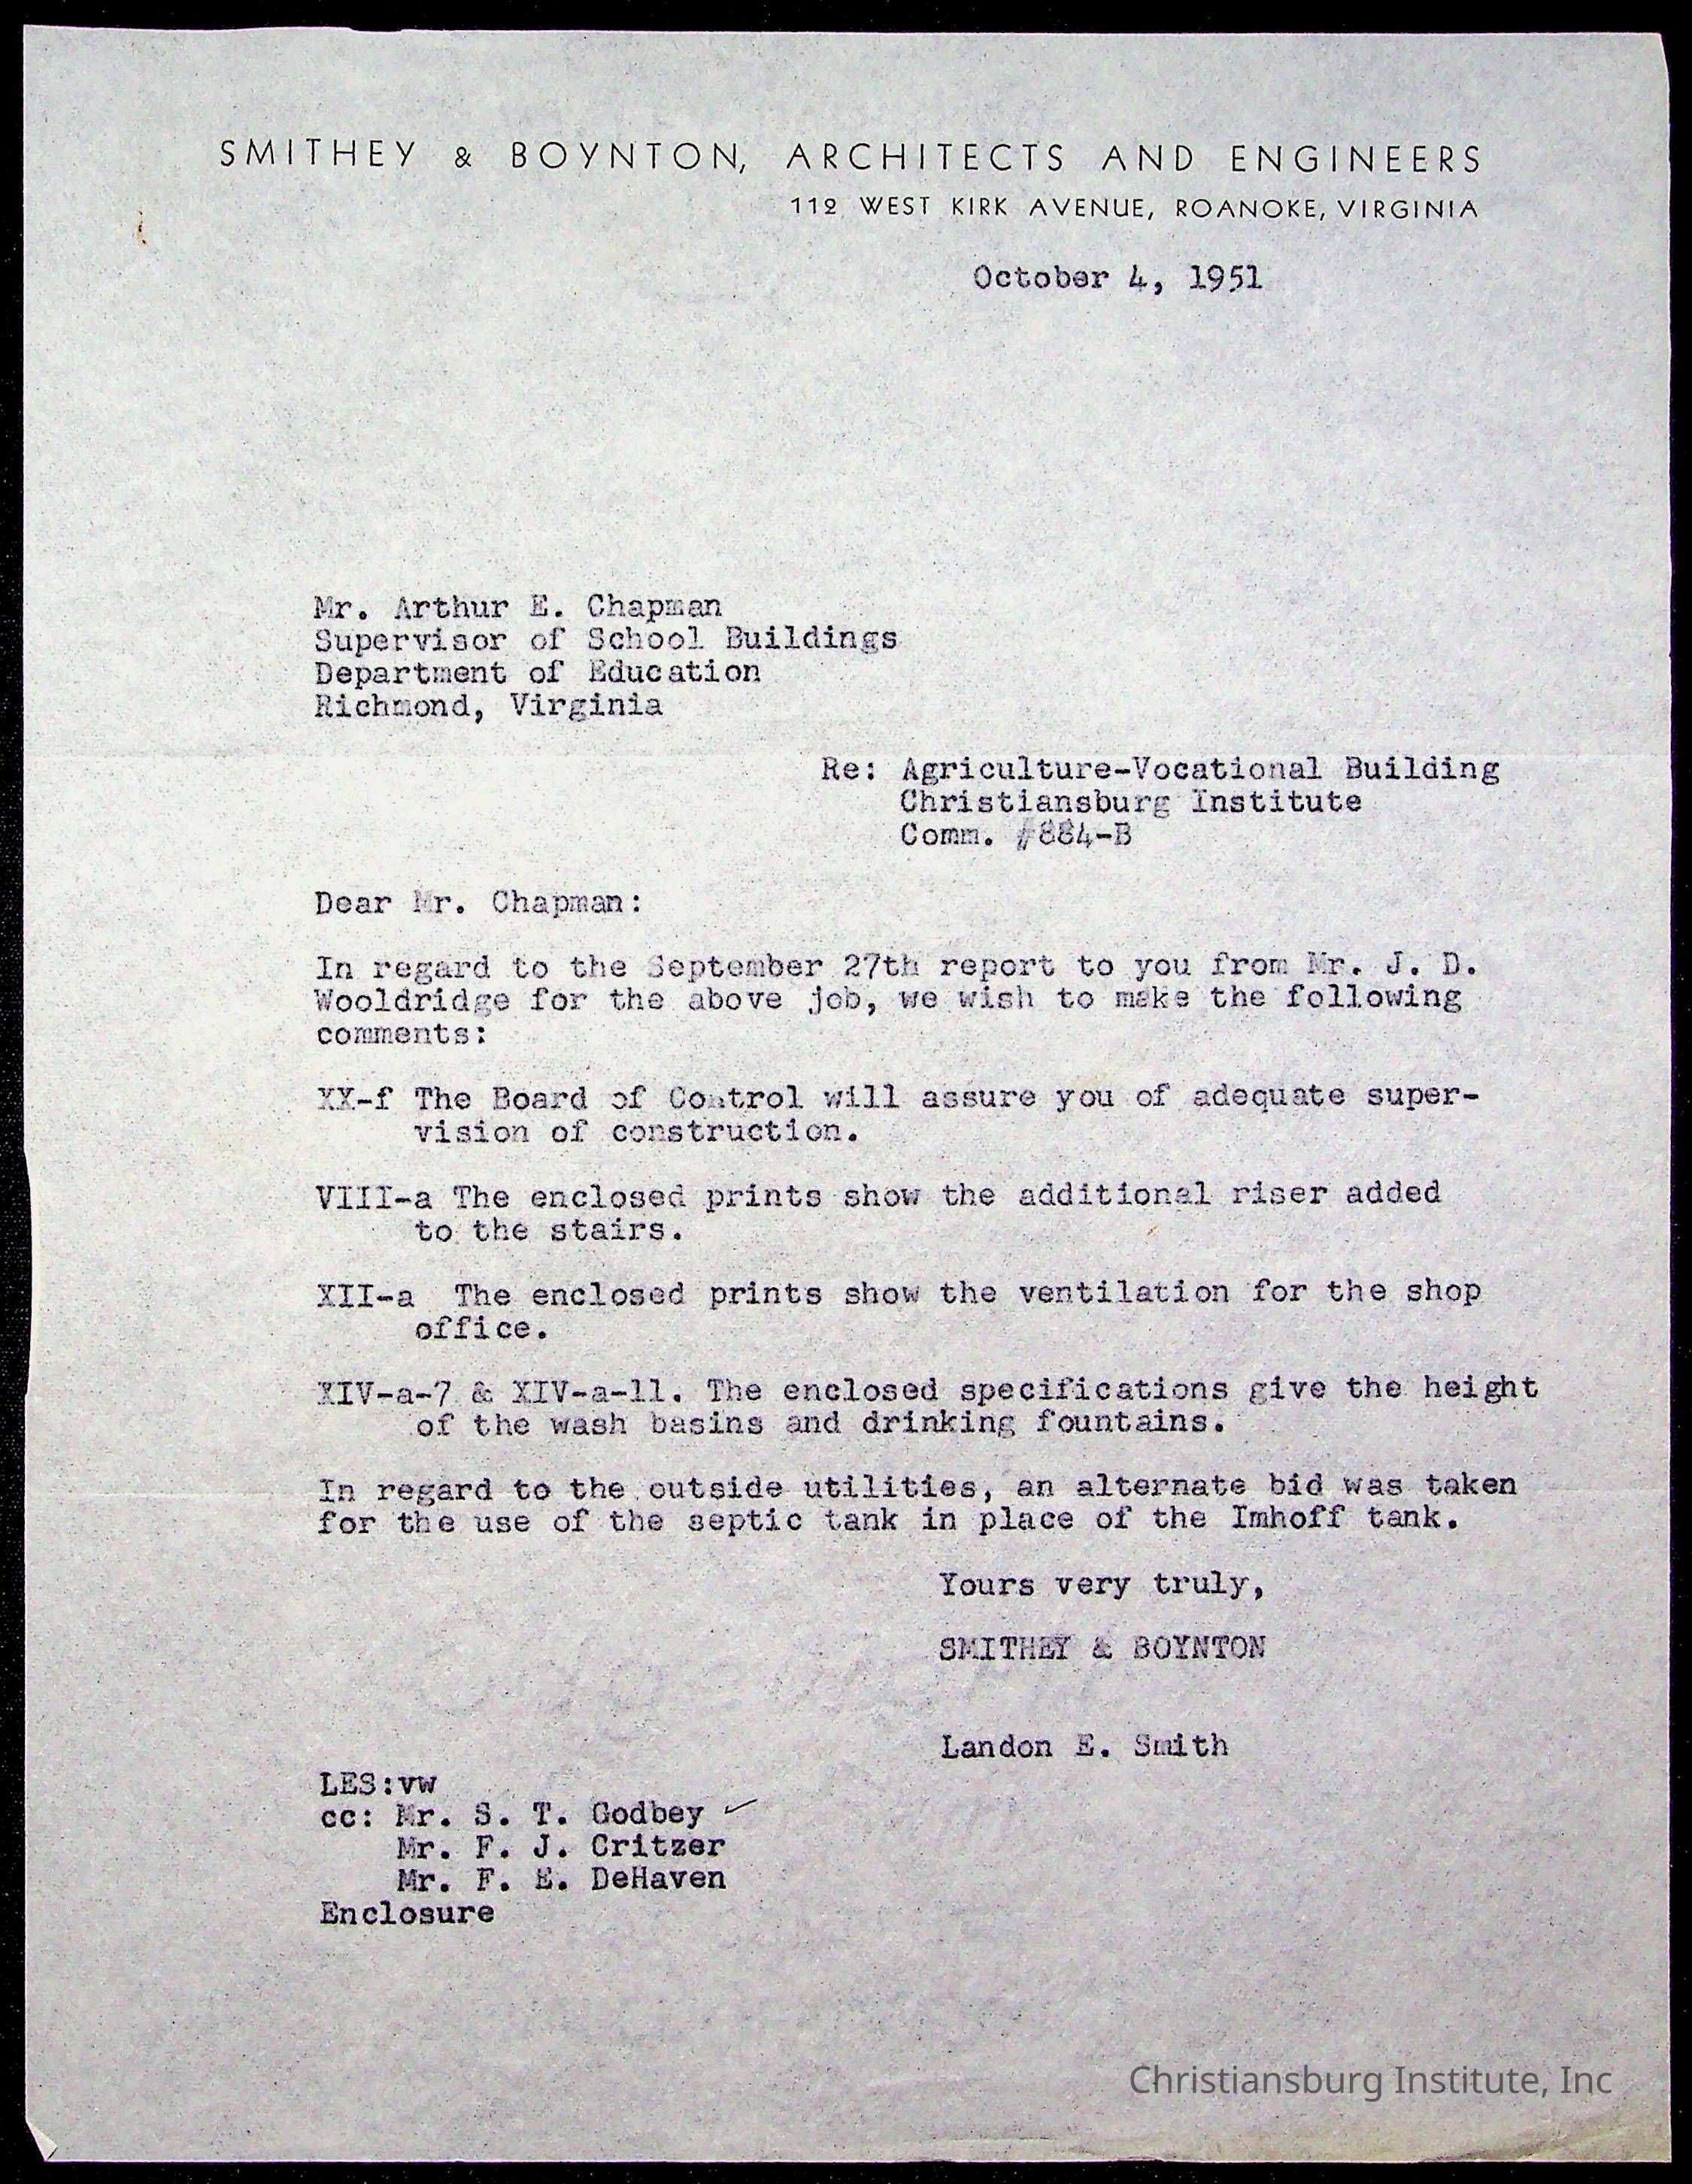 SMITHEY & BOYNTON, ARCHITECTS AND ENGINEERS
112 WEST KIRK AVENUE, ROANOKE, VIRGINIA
October 4, 1951
Mr. Arthur E. Chapman
Supervisor of School Buildings
Department of Education
Richmond, Virginia
Re: Agriculture-Vocational Building
Christiansburg Institute
Comm. #884-B
Dear Mr. Chapman:
In regard to the September 27th report to you from Mr. J. D.
Wooldridge for the above job, we wish to make the following
comments:
XX-f The Board of Control will assure you of adequate super-
vision of construction.
VIII-a The enclosed prints show the additional riser added
to the stairs.
XII-a The enclosed prints show the ventilation for the shop
office.
XIV-a-7 & XIV-a-11. The enclosed specifications give the height
of the wash basins and drinking fountains.
In regard to the outside utilities, an alternate bid was taken
for the use of the septic tank in place of the Imhoff tank.
Yours very truly,
SMITHEY & BOYNTON
Landon E. Smith
LES:vw
cc: Mr. S. T. Godbey ✓
Mr. F. J. Critzer
Mr. F. E. DeHaven
Enclosure
Christiansburg Institute, Inc